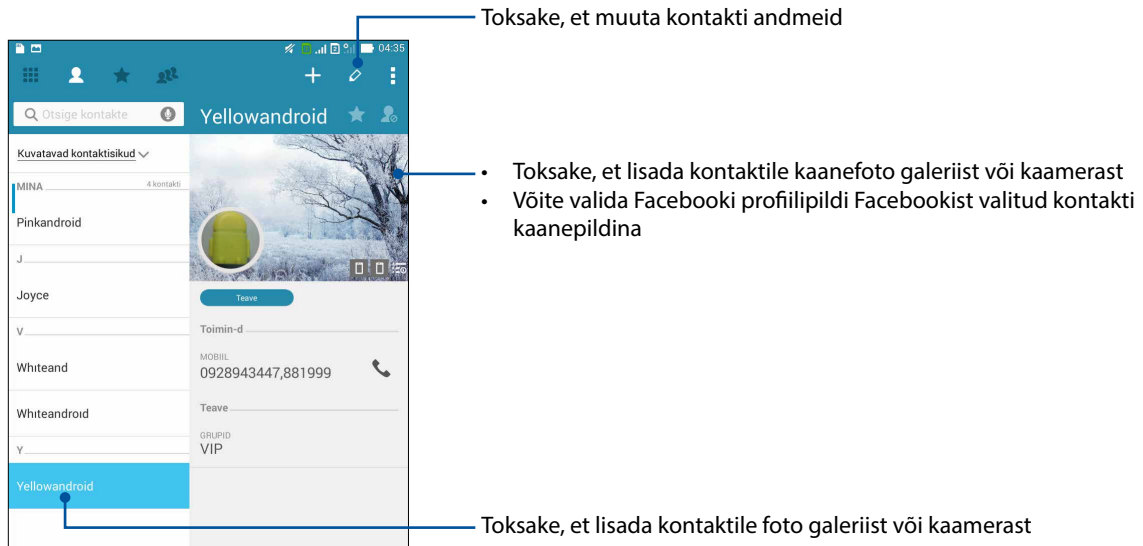 Toksake, et muuta kontakti andmeid
04:35
Otsige kontakte
Yellowandroid
Kuvatavad kontaktisikud
MINA 4 kontakti
Pinkandroid
J
Joyce
V
Whiteand
Whiteandroid
Y
Yellowandroid
Teave
Toimin-d
MOBIIL
0928943447,881999
Teave
GRUPID
VIP
• Toksake, et lisada kontaktile kaanefoto galeriist või kaamerast
• Võite valida Facebooki profiilipildi Facebookist valitud kontakti
kaanepildina
Toksake, et lisada kontaktile foto galeriist või kaamerast